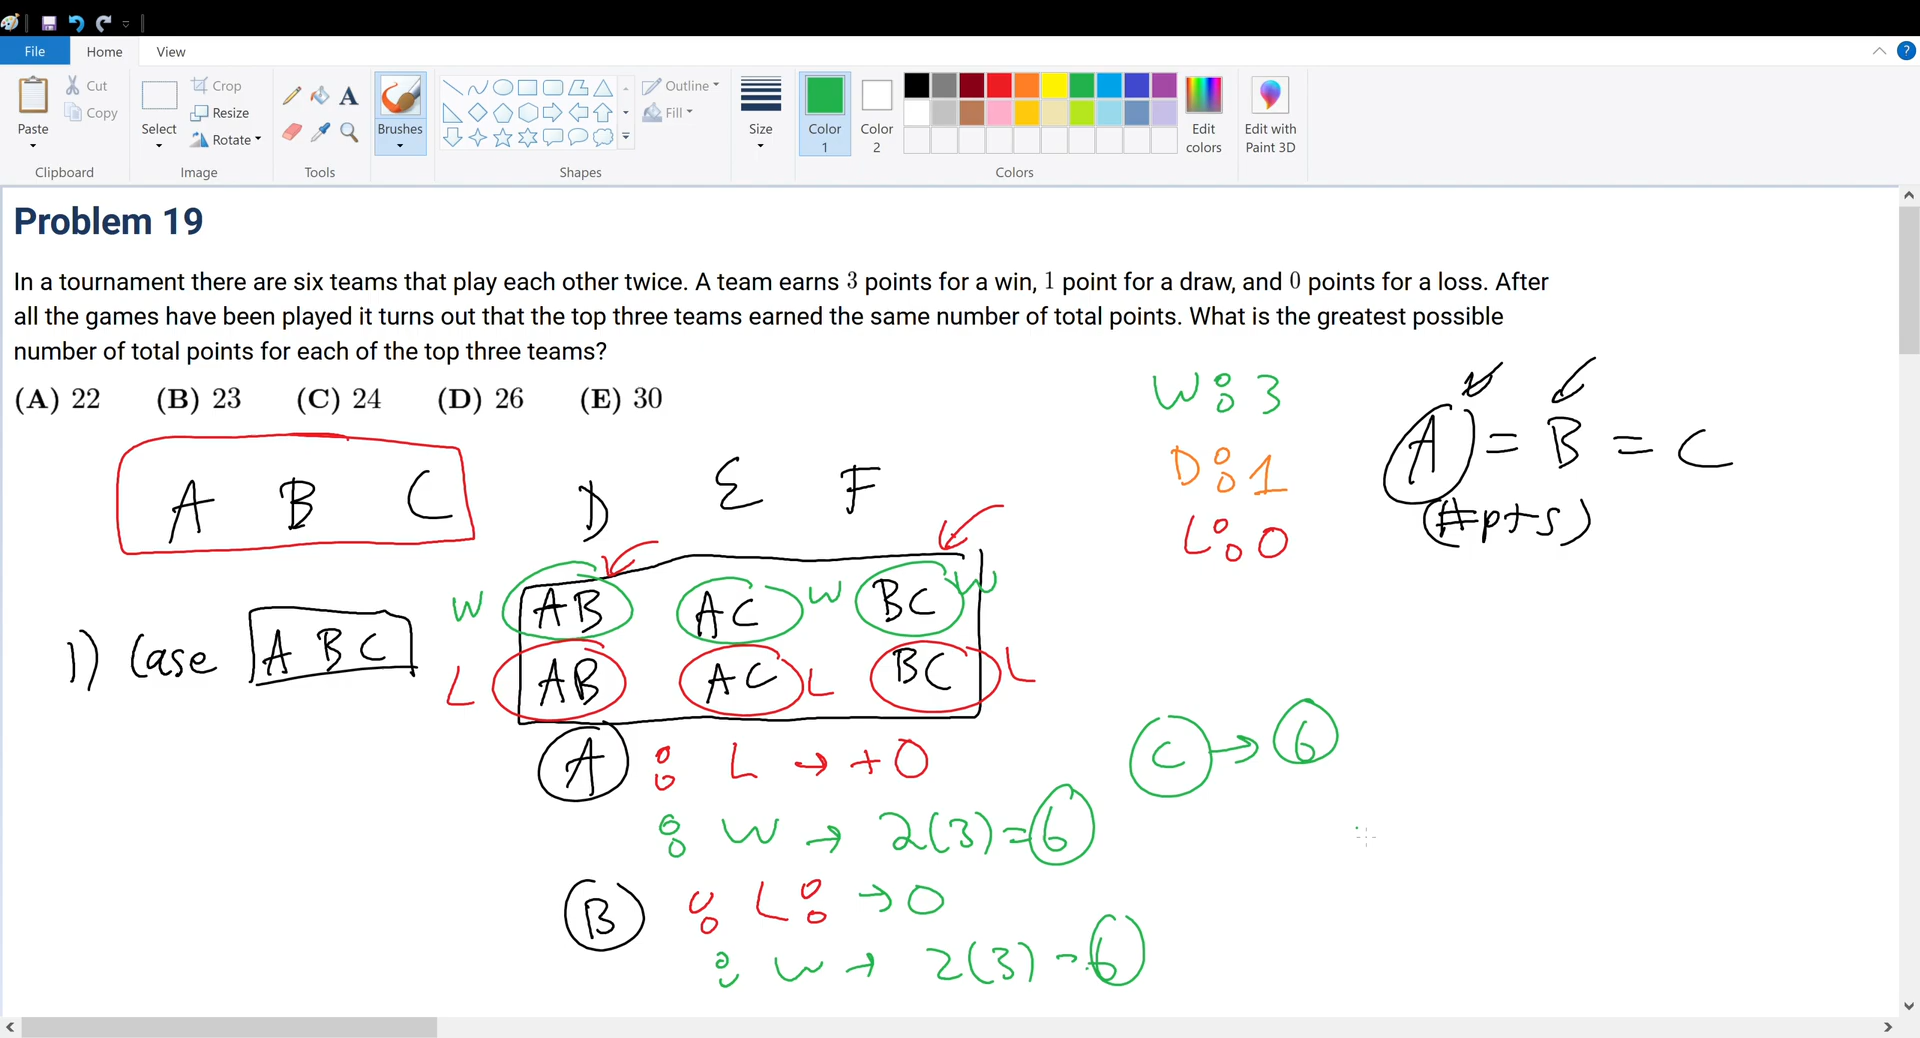 File Home View
Paste Cut Copy Clipboard
Select Crop Resize Rotate Image
A Tools
Brushes
Shapes
Outline Fill
Size
Color 1 Color 2
Edit colors
Colors
Edit with Paint 3D
?
Problem 19
In a tournament there are six teams that play each other twice. A team earns 3 points for a win, 1 point for a draw, and 0 points for a loss. After
all the games have been played it turns out that the top three teams earned the same number of total points. What is the greatest possible
number of total points for each of the top three teams?
(A) 22 (B) 23 (C) 24 (D) 26 (E) 30
W: 3
D: 1
L: 0
A = B = C
(#pts)
A B C D E F
1) Case A B C
W AB AC W BC W
L AB AC L BC L
A : L → +0
: W → 2(3)=6
C → 6
B : L: → 0
: W → 2(3) = 6